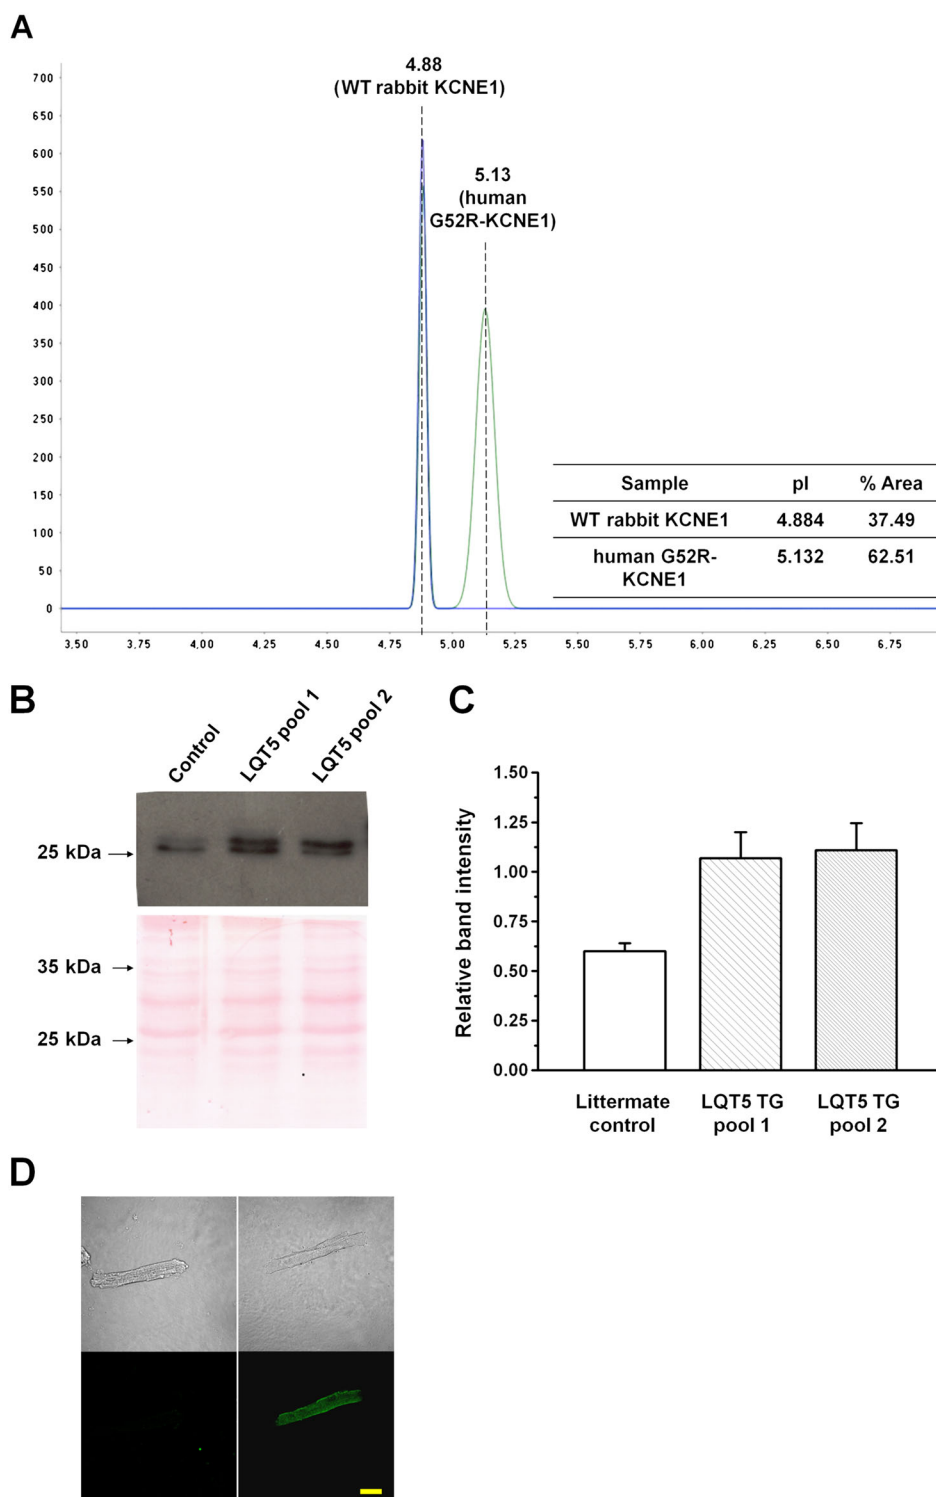 A
4.88
(WT rabbit KCNE1)
5.13
(human
G52R-KCNE1)
700
650
600
550
500
450
400
350
300
250
200
150
100
50
0
3,50 3,75 4,00 4,25 4,50 4,75 5,00 5,25 5,50 5,75 6,00 6,25 6,50 6,75
Sample pI % Area
WT rabbit KCNE1 4.884 37.49
human G52R- 5.132 62.51
KCNE1
B
Control
LQT5 pool 1
LQT5 pool 2
25 kDa
35 kDa
25 kDa
C
Relative band intensity
1.50
1.25
1.00
0.75
0.50
0.25
0.00
Littermate LQT5 TG LQT5 TG
control pool 1 pool 2
D